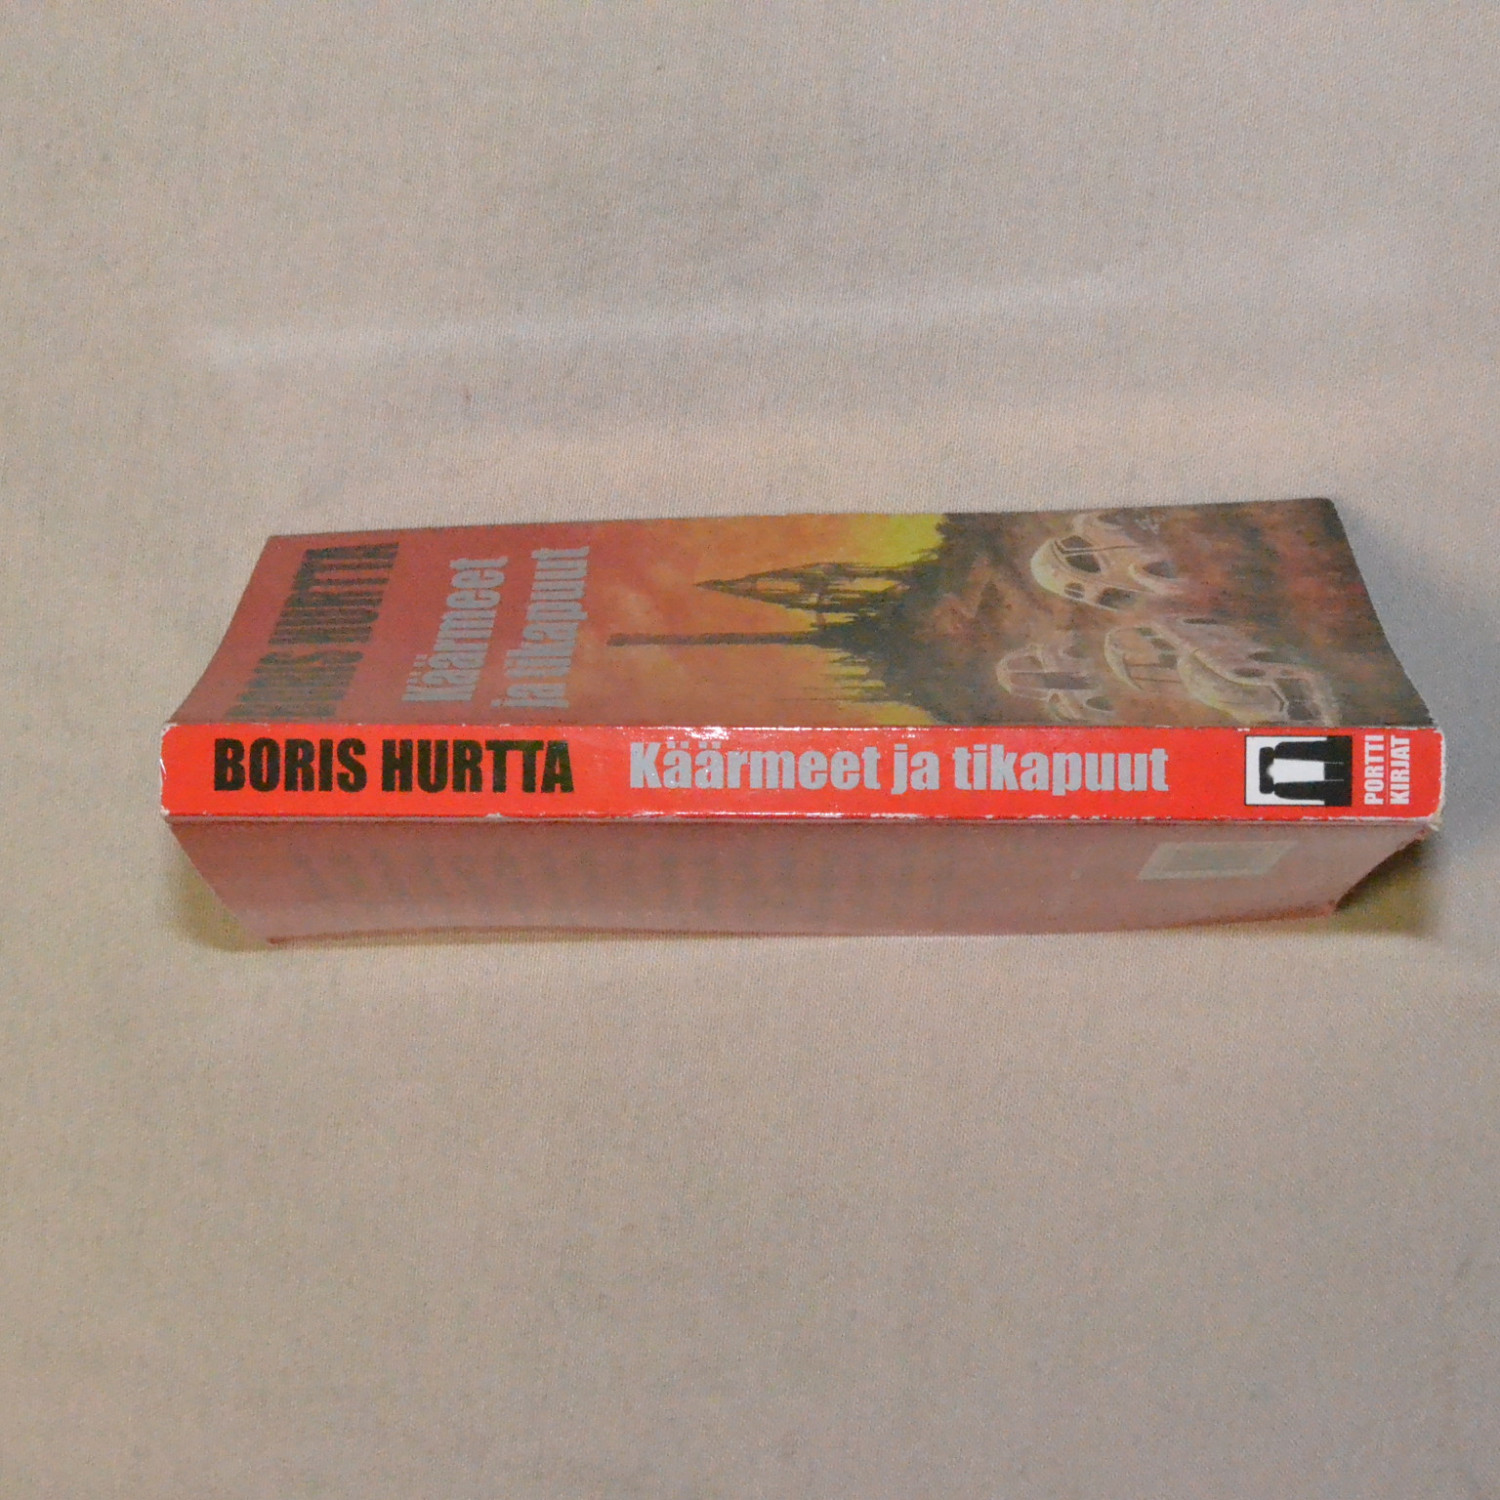 BORIS HURTTA
Käärmeet
ja tikapuut
BORIS HURTTA Käärmeet ja tikapuut
PORTTI
KIRJAT